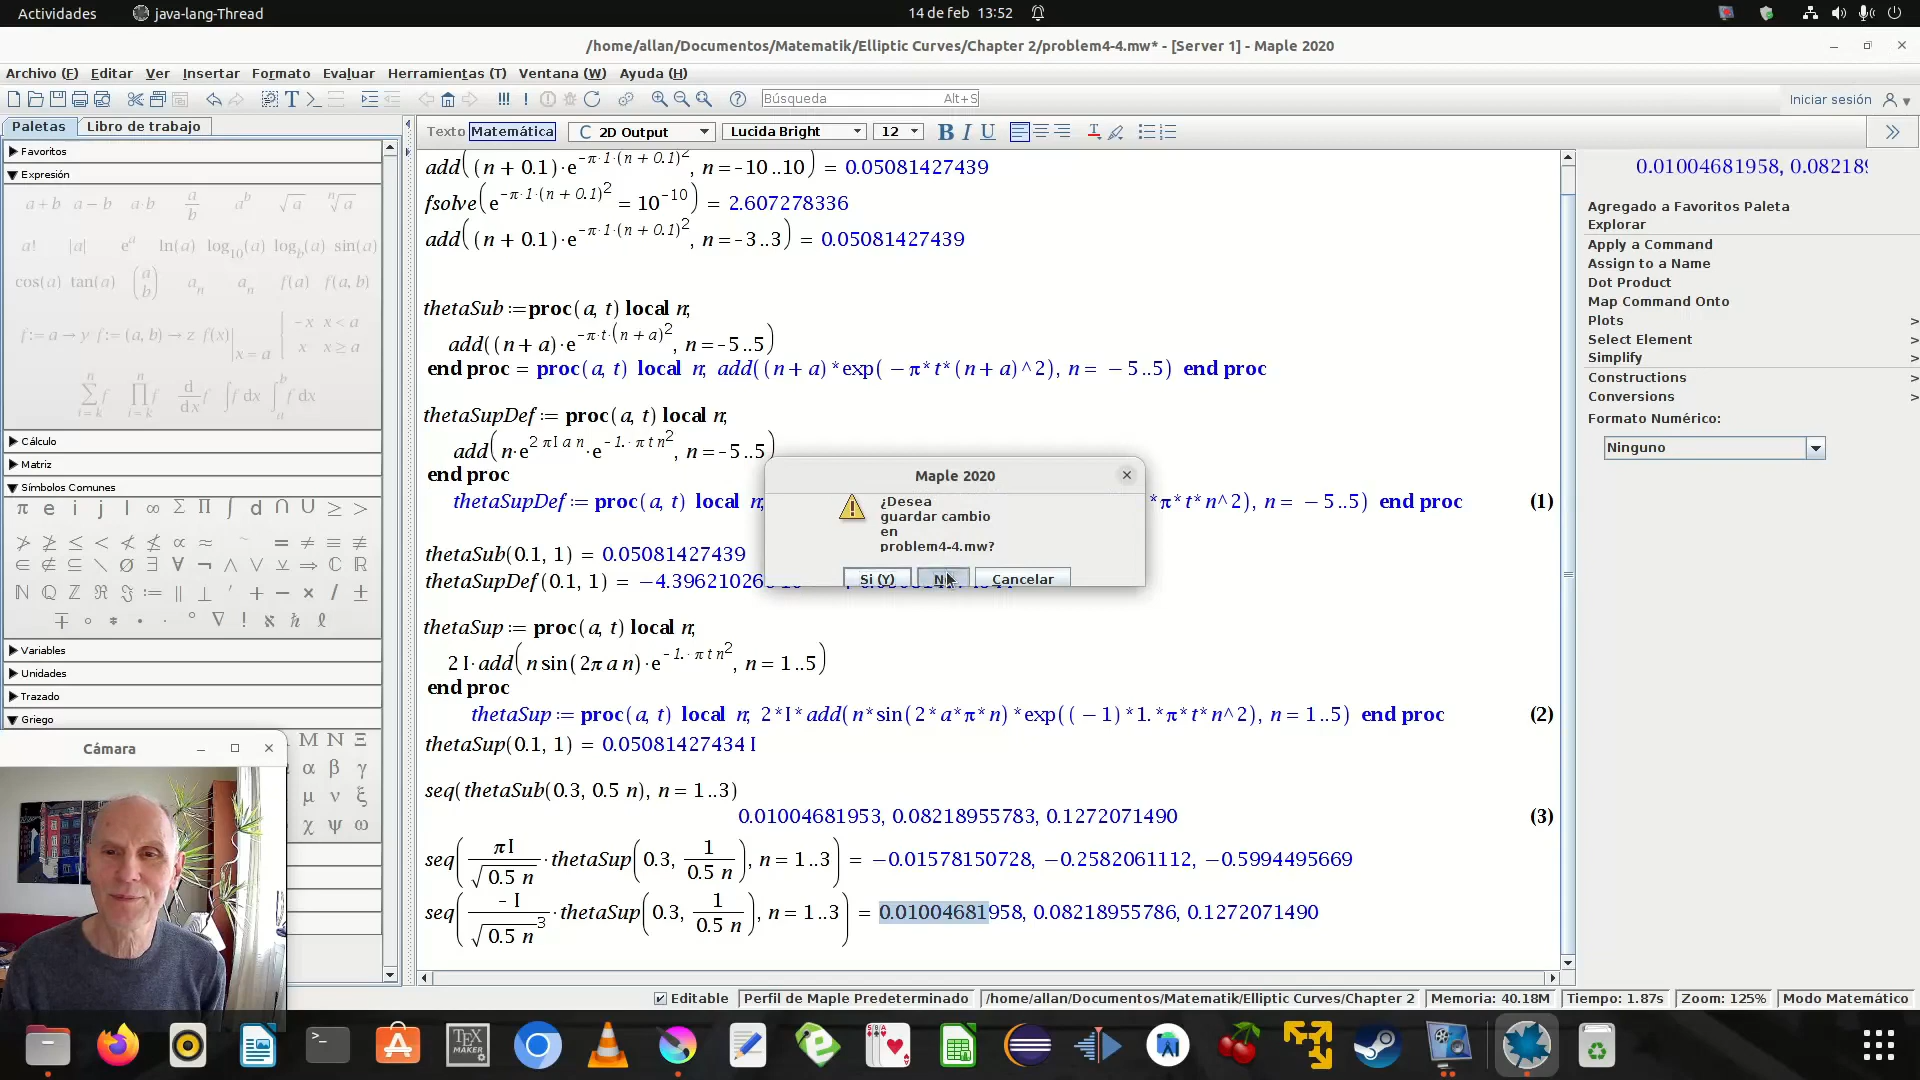 Actividades
java-lang-Thread
14 de feb 13:52
/home/allan/Documentos/Matematik/Elliptic Curves/Chapter 2/problem4-4.mw* - [Server 1] - Maple 2020
Archivo (F) Editar Ver Insertar Formato Evaluar Herramientas (T) Ventana (W) Ayuda (H)
Búsqueda Alt+S
Iniciar sesión
Paletas Libro de trabajo
Texto Matemática C 2D Output Lucida Bright 12 B I U
Favoritos
Expresión
a+b a−b a·b a/b a^b √a ⁿ√a
a! |a| e^a ln(a) log_10(a) log_b(a) sin(a)
cos(a) tan(a) (a b) a_n a_n f(a) f(a, b)
f:= a → y f:= (a, b) → z f(x)|_{x=a} −x x<a
x x≥a
Cálculo
Matriz
Símbolos Comunes
π e i j I ∞ Σ Π ∫ d ∩ ∪ ≥ >
Variables
Unidades
Trazado
Griego
Μ Ν Ξ
α β γ
μ ν ξ
χ ψ ω
add((n + 0.1)·e^{−π·1·(n + 0.1)^2}, n=−10..10) = 0.05081427439
fsolve(e^{−π·1·(n + 0.1)^2} = 10^{−10}) = 2.607278336
add((n + 0.1)·e^{−π·1·(n + 0.1)^2}, n=−3..3) = 0.05081427439
thetaSub := proc(a, t) local n;
add((n + a)·e^{−π·t·(n + a)^2}, n=−5..5)
end proc = proc(a, t) local n; add((n + a)*exp(−π*t*(n + a)^2), n = −5..5) end proc
thetaSupDef := proc(a, t) local n;
add(n·e^{2 π I a n}·e^{−1.·π t n^2}, n=−5..5)
end proc
thetaSupDef := proc(a, t) local n;
*π*t*n^2), n = −5..5) end proc (1)
thetaSub(0.1, 1) = 0.05081427439
thetaSupDef(0.1, 1) = −4.39621026
thetaSup := proc(a, t) local n;
2 I·add(n sin(2π a n)·e^{−1.·π t n^2}, n = 1..5)
end proc
thetaSup := proc(a, t) local n; 2*I*add(n*sin(2*a*π*n)*exp((−1)*1.*π*t*n^2), n = 1..5) end proc (2)
thetaSup(0.1, 1) = 0.05081427434 I
seq(thetaSub(0.3, 0.5 n), n = 1..3)
0.01004681953, 0.08218955783, 0.1272071490 (3)
seq(π I/√(0.5 n)·thetaSup(0.3, 1/(0.5 n)), n = 1..3) = −0.01578150728, −0.2582061112, −0.5994495669
seq(−I/√(0.5 n)^3·thetaSup(0.3, 1/(0.5 n)), n = 1..3) = 0.01004681958, 0.08218955786, 0.1272071490
Maple 2020
¿Desea
guardar cambio
en
problem4-4.mw?
Si (Y) Cancelar
0.01004681958, 0.08218
Agregado a Favoritos Paleta
Explorar
Apply a Command
Assign to a Name
Dot Product
Map Command Onto
Plots >
Select Element >
Simplify >
Constructions >
Conversions >
Formato Numérico:
Ninguno
Cámara
Editable Perfil de Maple Predeterminado /home/allan/Documentos/Matematik/Elliptic Curves/Chapter 2 Memoria: 40.18M Tiempo: 1.87s Zoom: 125% Modo Matemático
TEX
MAKER